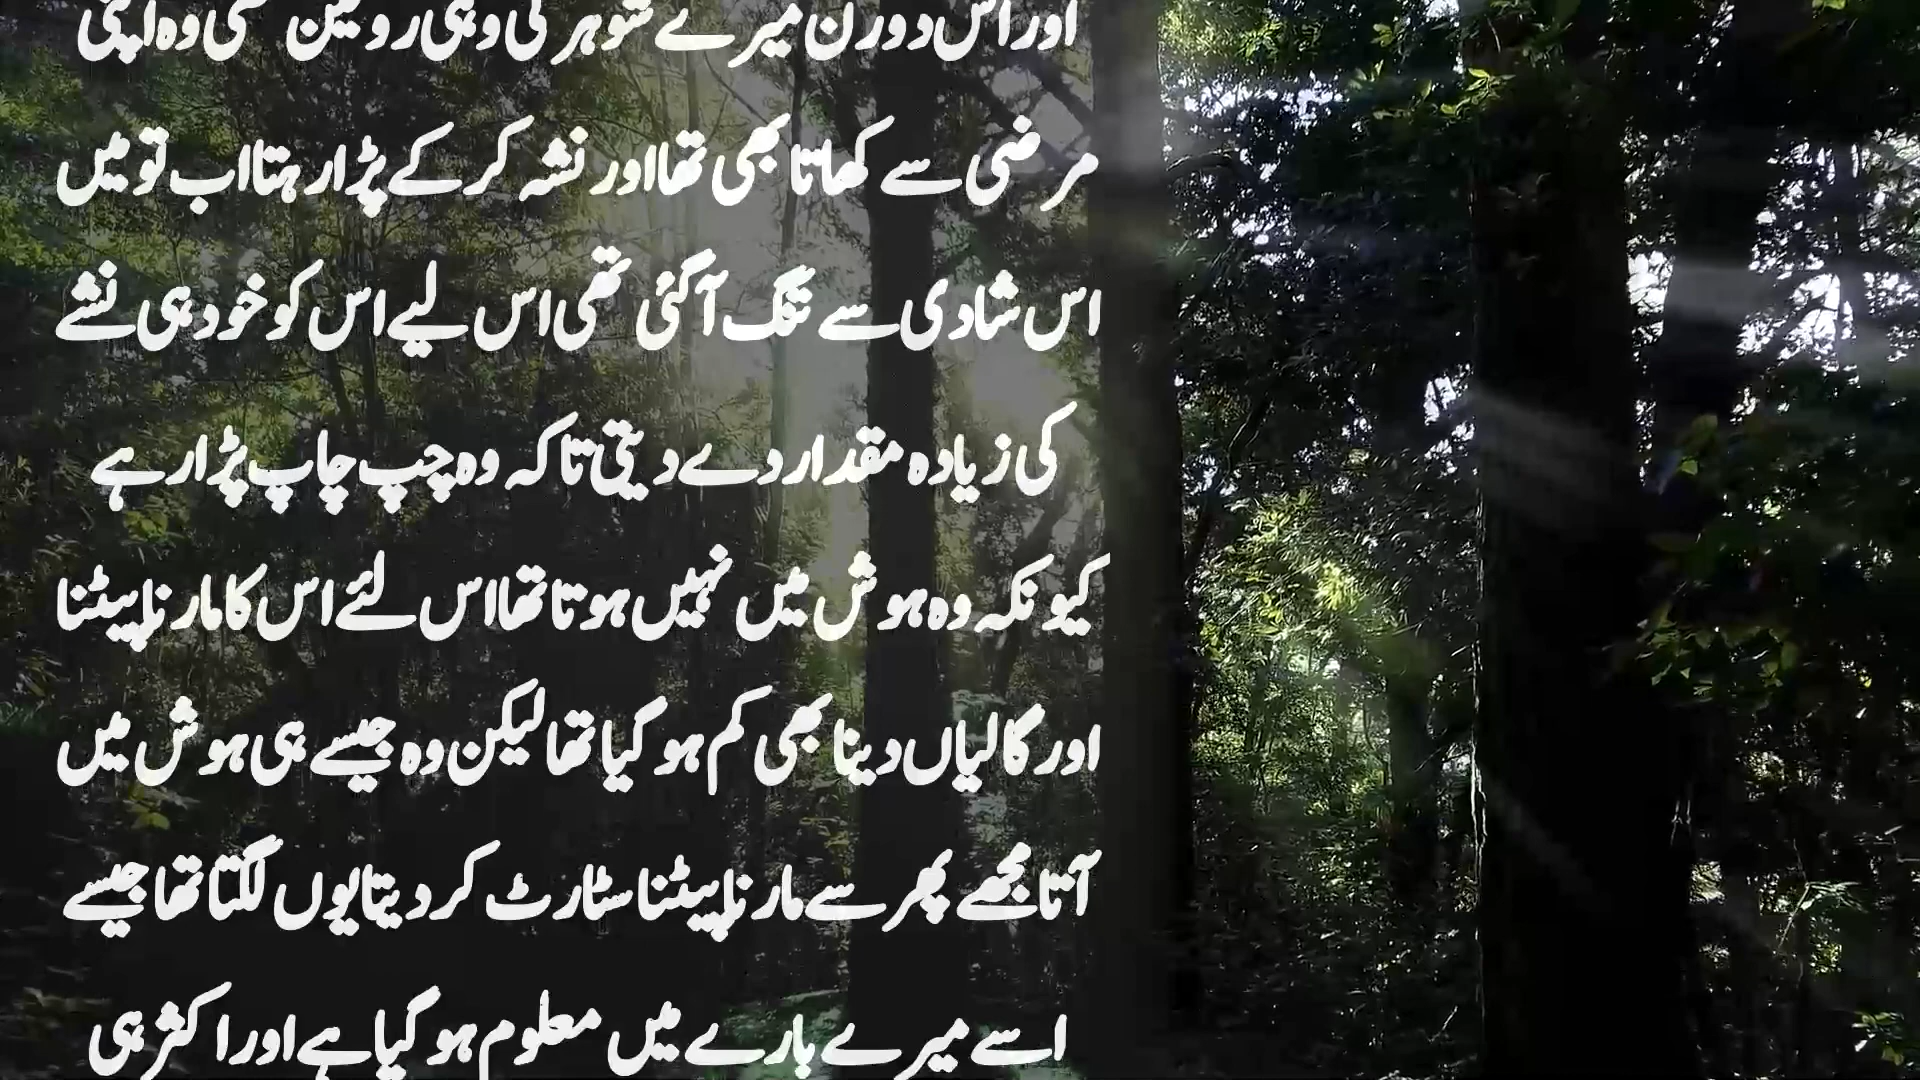 اور اس دورن میرے شوہر کی وہی روٹین تھی وہ اپنی
مرضی سے کھاتا بھی تھا اور نشہ کر کے پڑا رہتا اب تو میں
اس شادی سے تنگ آگئی تھی اس لیے اس کو خود ہی نشے
کی زیادہ مقدار دے دیتی تاکہ وہ چپ چاپ پڑا رہے
کیونکہ وہ ہوش میں نہیں ہوتا تھا اس لئے اس کا مارنا پیٹنا
اور گالیاں دینا بھی کم ہو گیا تھا لیکن وہ جیسے ہی ہوش میں
آتا مجھے پھر سے مارنا پیٹنا سٹارٹ کر دیتا یوں لگتا تھا جیسے
اسے میرے بارے میں معلوم ہو گیا ہے اور اکثر ہی